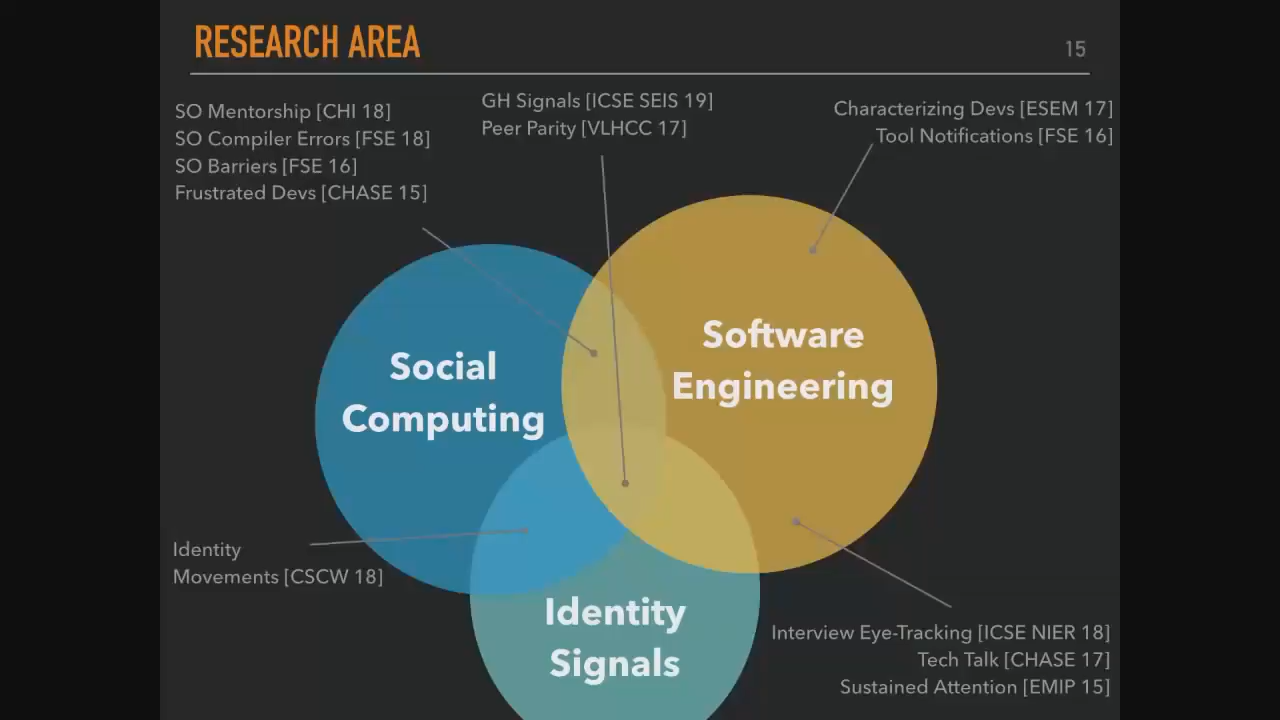 RESEARCH AREA
15
SO Mentorship [CHI 18]
SO Compiler Errors [FSE 18]
SO Barriers [FSE 16]
Frustrated Devs [CHASE 15]
GH Signals [ICSE SEIS 19]
Peer Parity [VLHCC 17]
Characterizing Devs [ESEM 17]
Tool Notifications [FSE 16]
Social
Computing
Software
Engineering
Identity
Movements [CSCW 18]
Identity
Signals
Interview Eye-Tracking [ICSE NIER 18]
Tech Talk [CHASE 17]
Sustained Attention [EMIP 15]